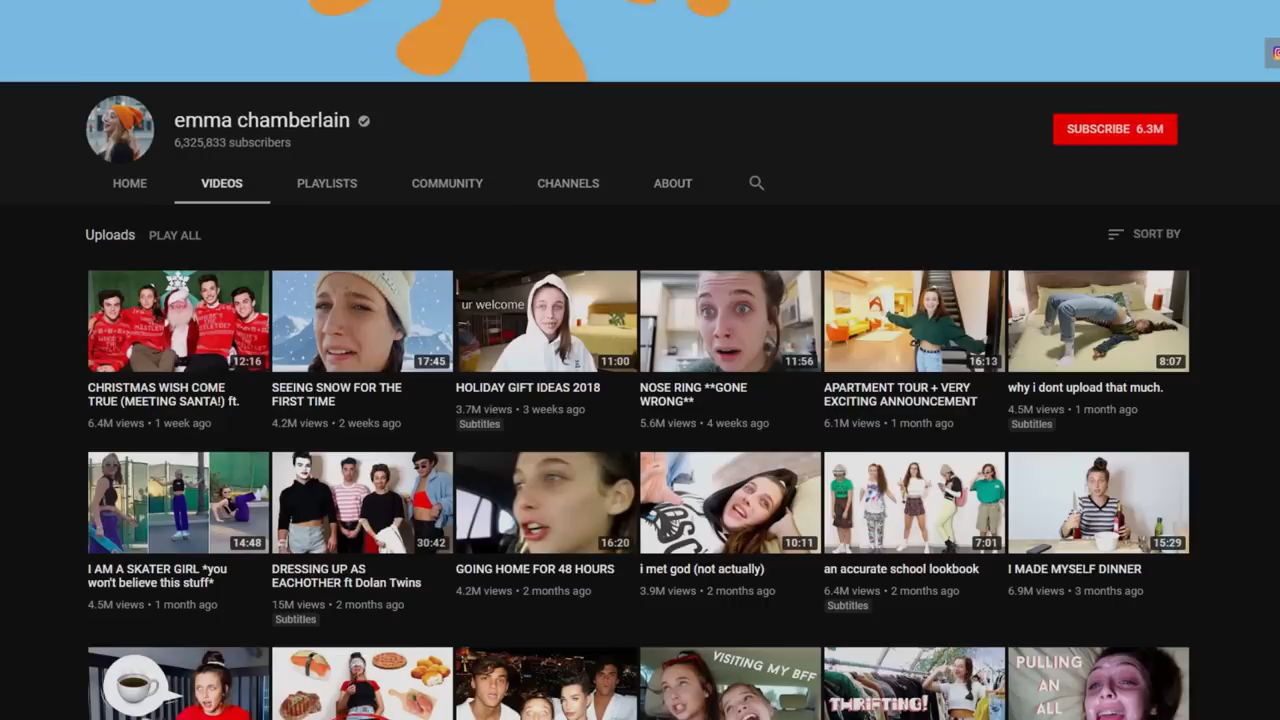 emma chamberlain
6,325,833 subscribers
SUBSCRIBE 6.3M
HOME VIDEOS PLAYLISTS COMMUNITY CHANNELS ABOUT
Uploads PLAY ALL SORT BY
ur welcome
12:16 17:45 11:00 11:56 16:13 8:07
CHRISTMAS WISH COME
TRUE (MEETING SANTA!) ft.
6.4M views • 1 week ago
SEEING SNOW FOR THE
FIRST TIME
4.2M views • 2 weeks ago
HOLIDAY GIFT IDEAS 2018
3.7M views • 3 weeks ago
Subtitles
NOSE RING **GONE
WRONG**
5.6M views • 4 weeks ago
APARTMENT TOUR + VERY
EXCITING ANNOUNCEMENT
6.1M views • 1 month ago
why i dont upload that much.
4.5M views • 1 month ago
Subtitles
14:48 30:42 16:20 10:11 7:01 15:29
I AM A SKATER GIRL *you
won't believe this stuff*
4.5M views • 1 month ago
DRESSING UP AS
EACHOTHER ft Dolan Twins
15M views • 2 months ago
Subtitles
GOING HOME FOR 48 HOURS
4.2M views • 2 months ago
i met god (not actually)
3.9M views • 2 months ago
an accurate school lookbook
6.4M views • 2 months ago
Subtitles
I MADE MYSELF DINNER
6.9M views • 3 months ago
VISITING MY BFF
THRIFTING!
PULLING
AN
ALL